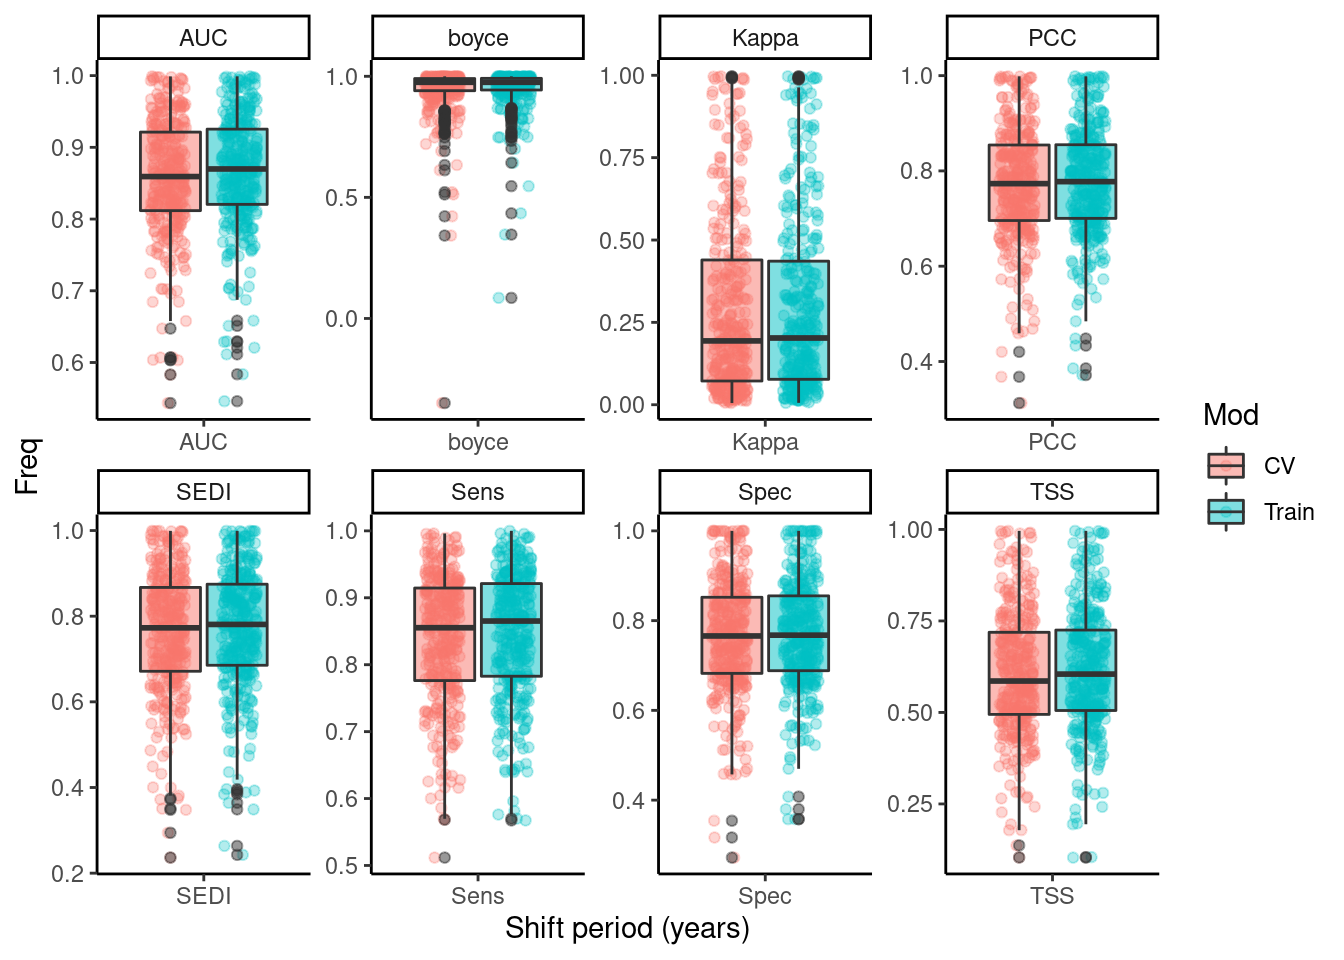 AUC boyce Kappa PCC
1.0 1.0 1.00 1.0
0.9 0.5 0.75 0.8
0.8 0.0 0.50 0.6
0.7 0.25 0.4
0.6 0.00
AUC boyce Kappa PCC
SEDI Sens Spec TSS
1.0 1.0 1.0 1.00
0.8 0.9 0.8 0.75
0.6 0.8 0.6 0.50
0.4 0.7 0.4 0.25
0.2 0.6
0.5
SEDI Sens Spec TSS
Freq
Shift period (years)
Mod
CV
Train